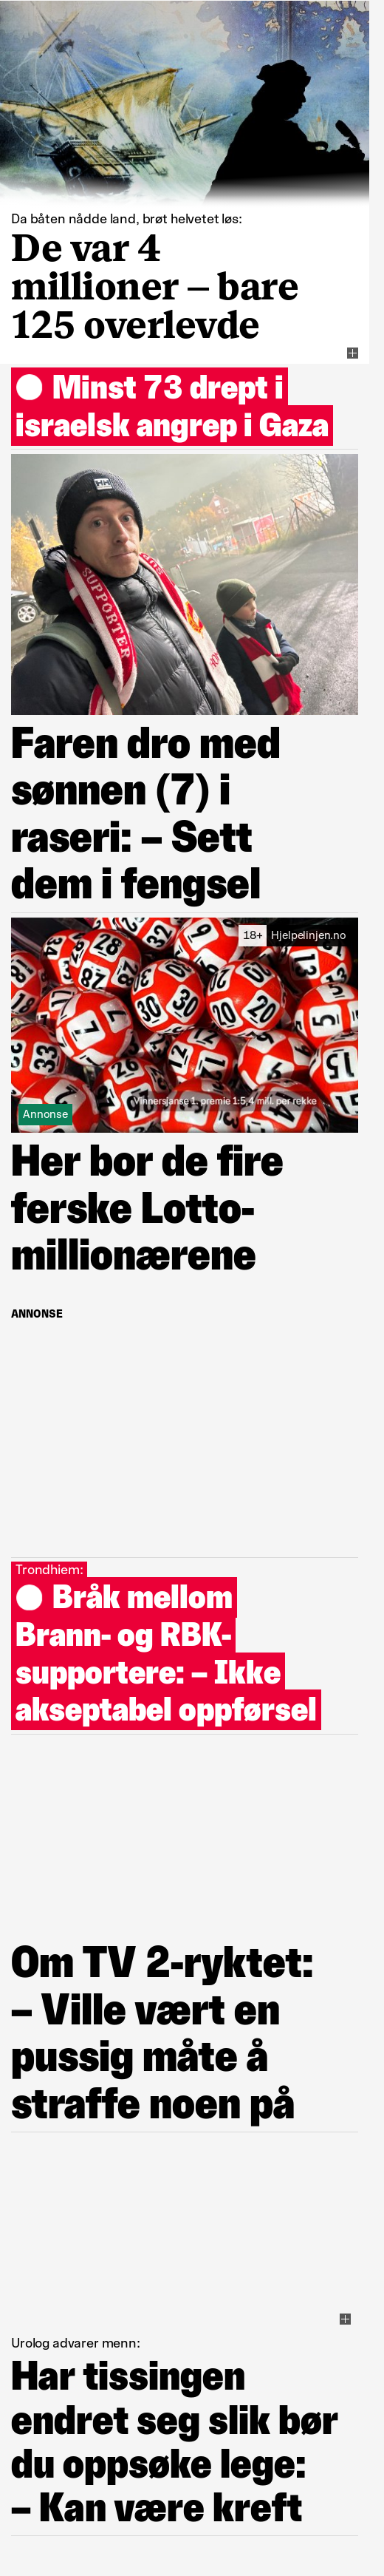 Da båten nådde land, brøt helvetet løs:
De var 4
millioner – bare
125 overlevde
Minst 73 drept i
israelsk angrep i Gaza
HH
SUPPORTER
Faren dro med
sønnen (7) i
raseri: – Sett
dem i fengsel
18+ Hjelpelinjen.no
Vinnersjanse 1. premie 1:5,4 mill. per rekke
Annonse
Her bor de fire
ferske Lotto-
millionærene
ANNONSE
Trondhiem:
Bråk mellom
Brann- og RBK-
supportere: – Ikke
akseptabel oppførsel
Om TV 2-ryktet:
– Ville vært en
pussig måte å
straffe noen på
Urolog advarer menn:
Har tissingen
endret seg slik bør
du oppsøke lege:
– Kan være kreft